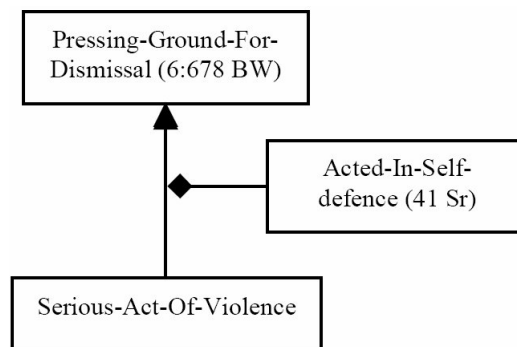 Pressing-Ground-For-
Dismissal (6:678 BW)
Acted-In-Self-
defence (41 Sr)
Serious-Act-Of-Violence